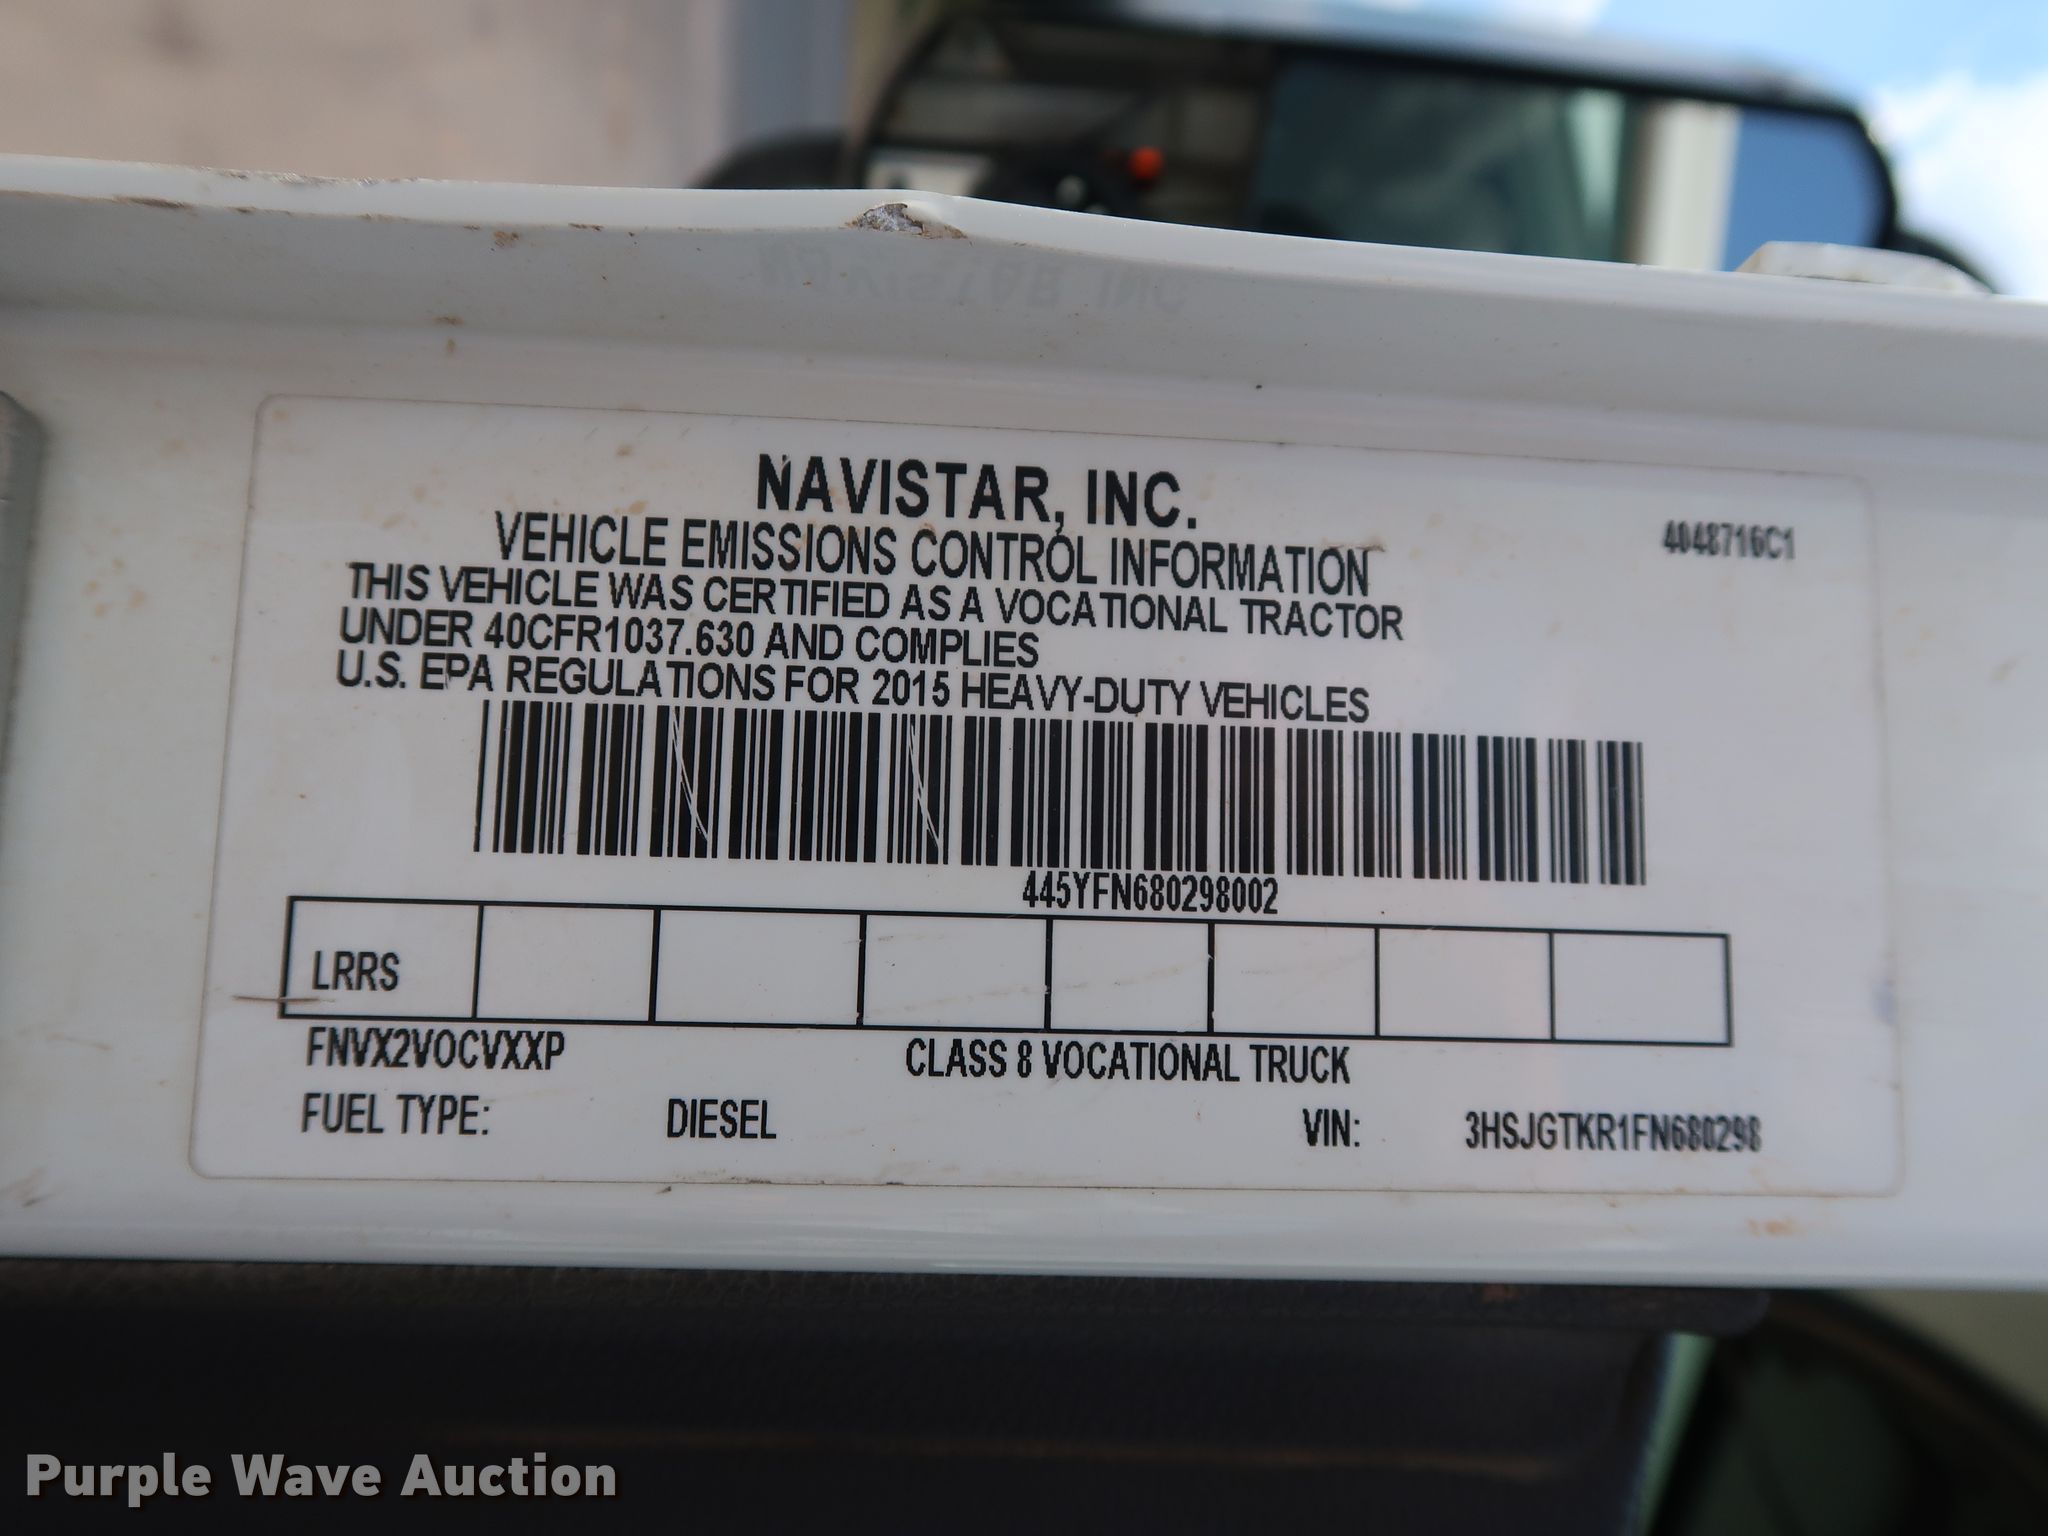 NAVISTAR, INC.
4048716C1
VEHICLE EMISSIONS CONTROL INFORMATION
THIS VEHICLE WAS CERTIFIED AS A VOCATIONAL TRACTOR
UNDER 40CFR1037.630 AND COMPLIES
U.S. EPA REGULATIONS FOR 2015 HEAVY-DUTY VEHICLES
445YFN680298002
LRRS
FNVX2VOCVXXP CLASS 8 VOCATIONAL TRUCK
FUEL TYPE: DIESEL VIN: 3HSJGTKR1FN680298
Purple Wave Auction